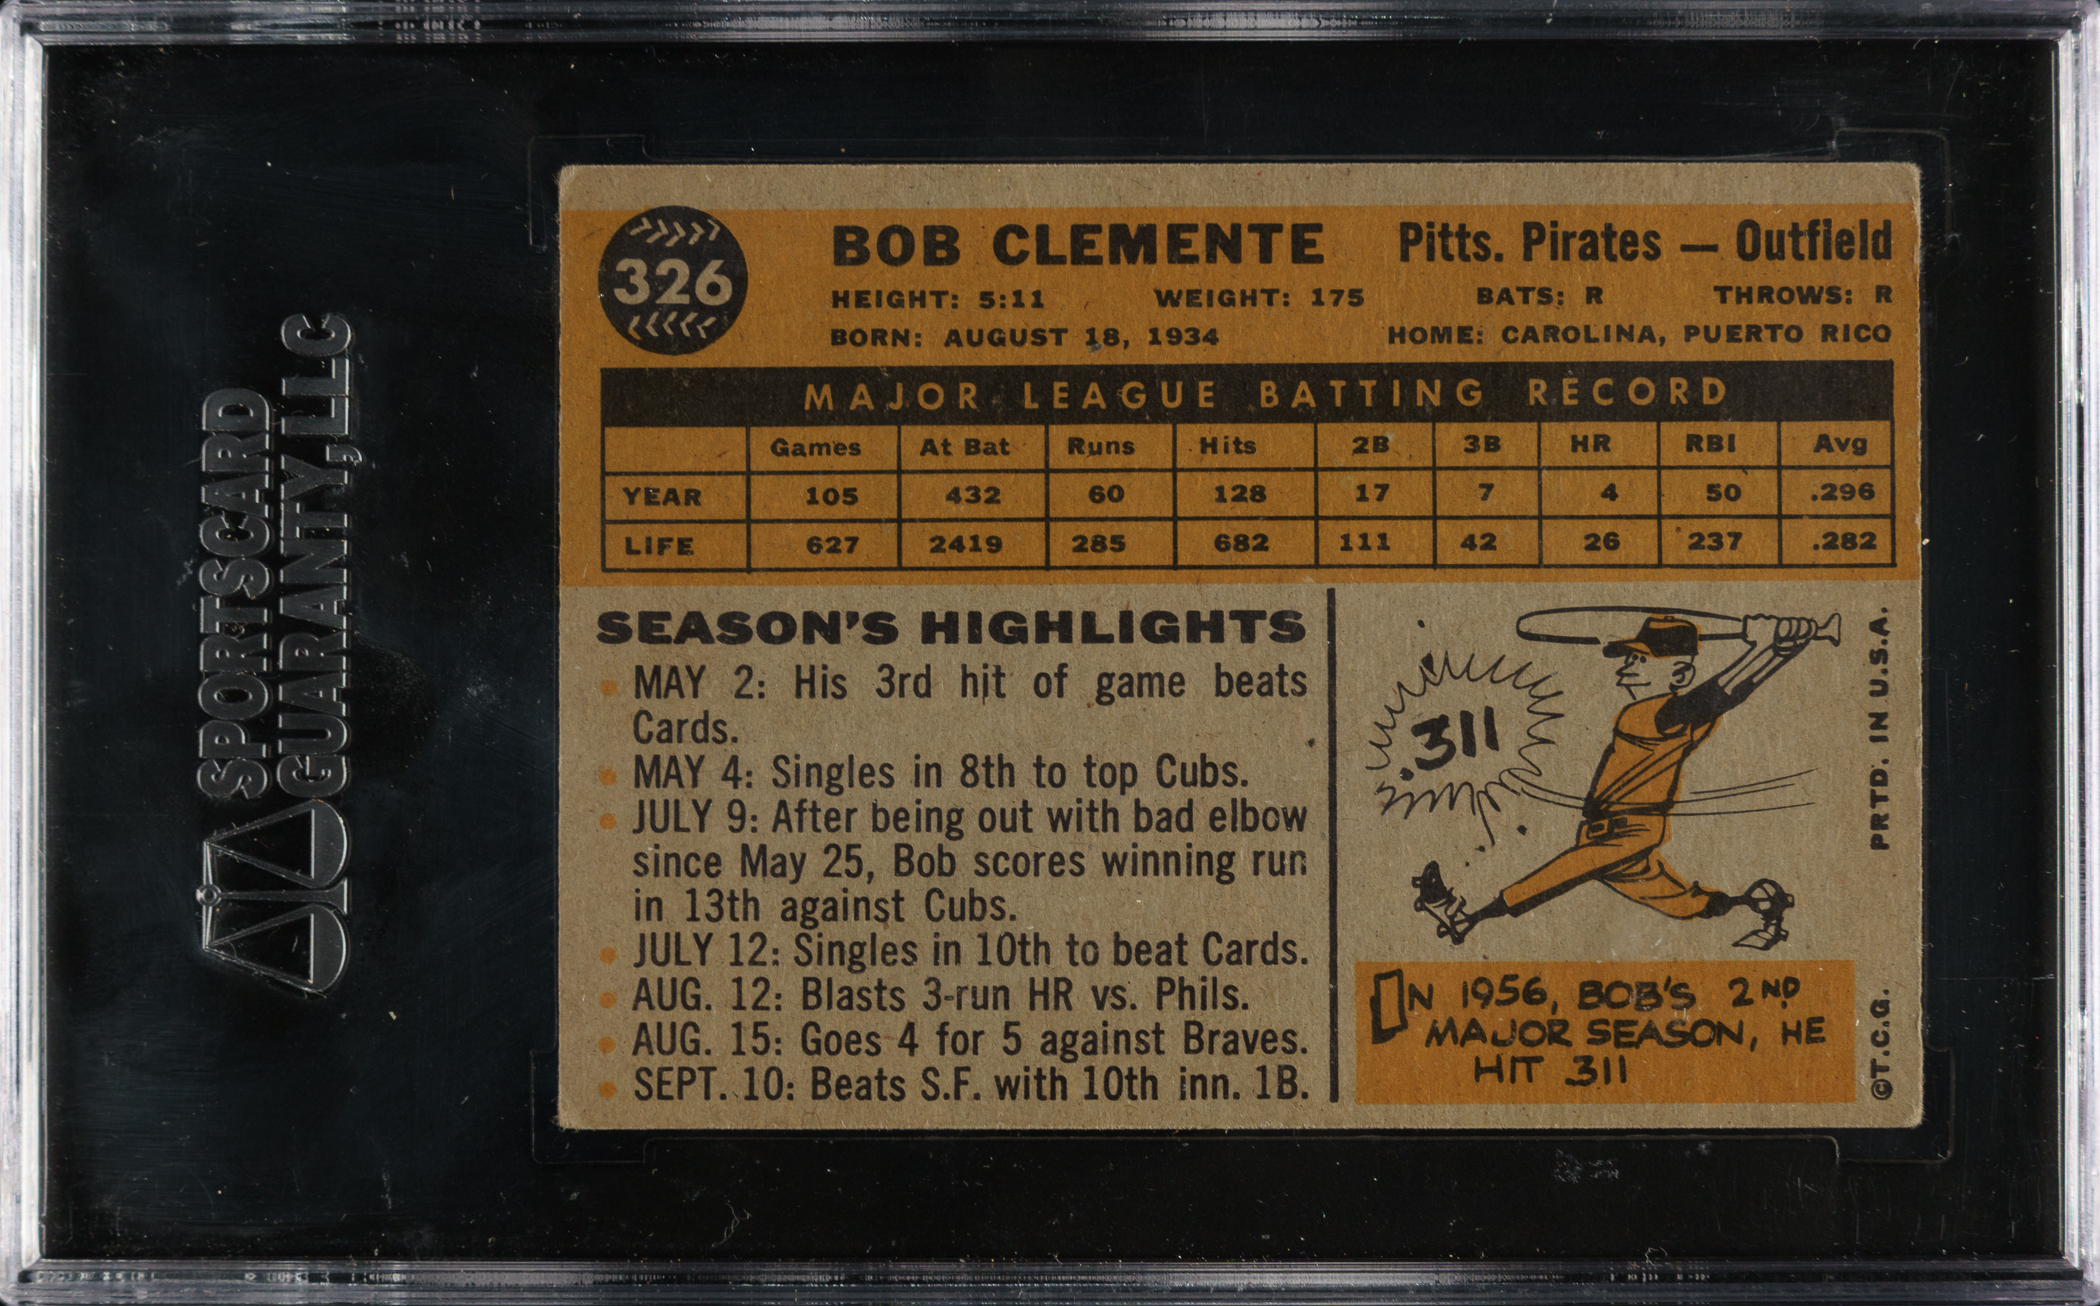 SPORTSCARD
GUARANTY, LLC
326
BOB CLEMENTE Pitts. Pirates — Outfield
HEIGHT: 5:11 WEIGHT: 175 BATS: R THROWS: R
BORN: AUGUST 18, 1934 HOME: CAROLINA, PUERTO RICO
MAJOR LEAGUE BATTING RECORD
Games At Bat Runs Hits 2B 3B HR RBI Avg
YEAR 105 432 60 128 17 7 4 50 .296
LIFE 627 2419 285 682 111 42 26 237 .282
SEASON'S HIGHLIGHTS
MAY 2: His 3rd hit of game beats
Cards.
MAY 4: Singles in 8th to top Cubs.
JULY 9: After being out with bad elbow
since May 25, Bob scores winning run
in 13th against Cubs.
JULY 12: Singles in 10th to beat Cards.
AUG. 12: Blasts 3-run HR vs. Phils.
AUG. 15: Goes 4 for 5 against Braves.
SEPT. 10: Beats S.F. with 10th inn. 1B.
.311
IN 1956, BOB'S 2ND
MAJOR SEASON, HE
HIT 311
©T.C.G. PRTD. IN U.S.A.